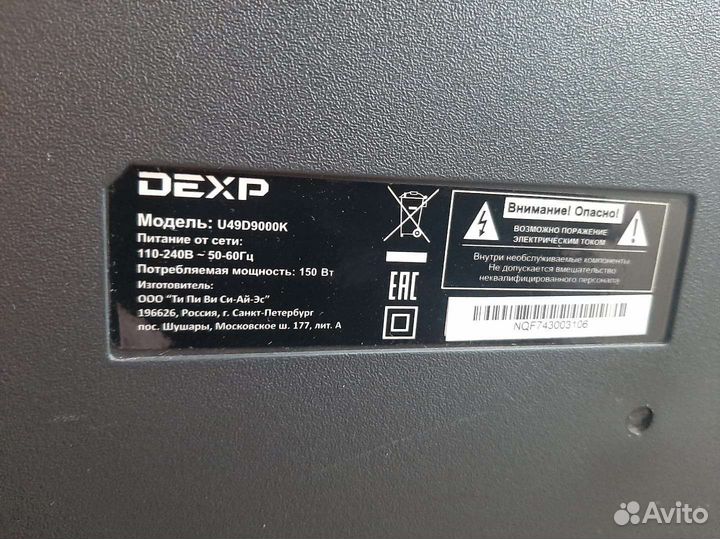 DEXP
Модель: U49D9000K
Питание от сети:
110-240В ~ 50-60Гц
Потребляемая мощность: 150 Вт
Изготовитель:
ООО "Ти Пи Ви Си-Ай-Эс"
196626, Россия, г. Санкт-Петербург
пос. Шушары, Московское ш. 177, лит. А
EAC
Внимание! Опасно!
ВОЗМОЖНО ПОРАЖЕНИЕ
ЭЛЕКТРИЧЕСКИМ ТОКОМ
Внутри необслуживаемые компоненты.
Не допускается вмешательство
неквалифицированного персонала
NQF743003106
Avito